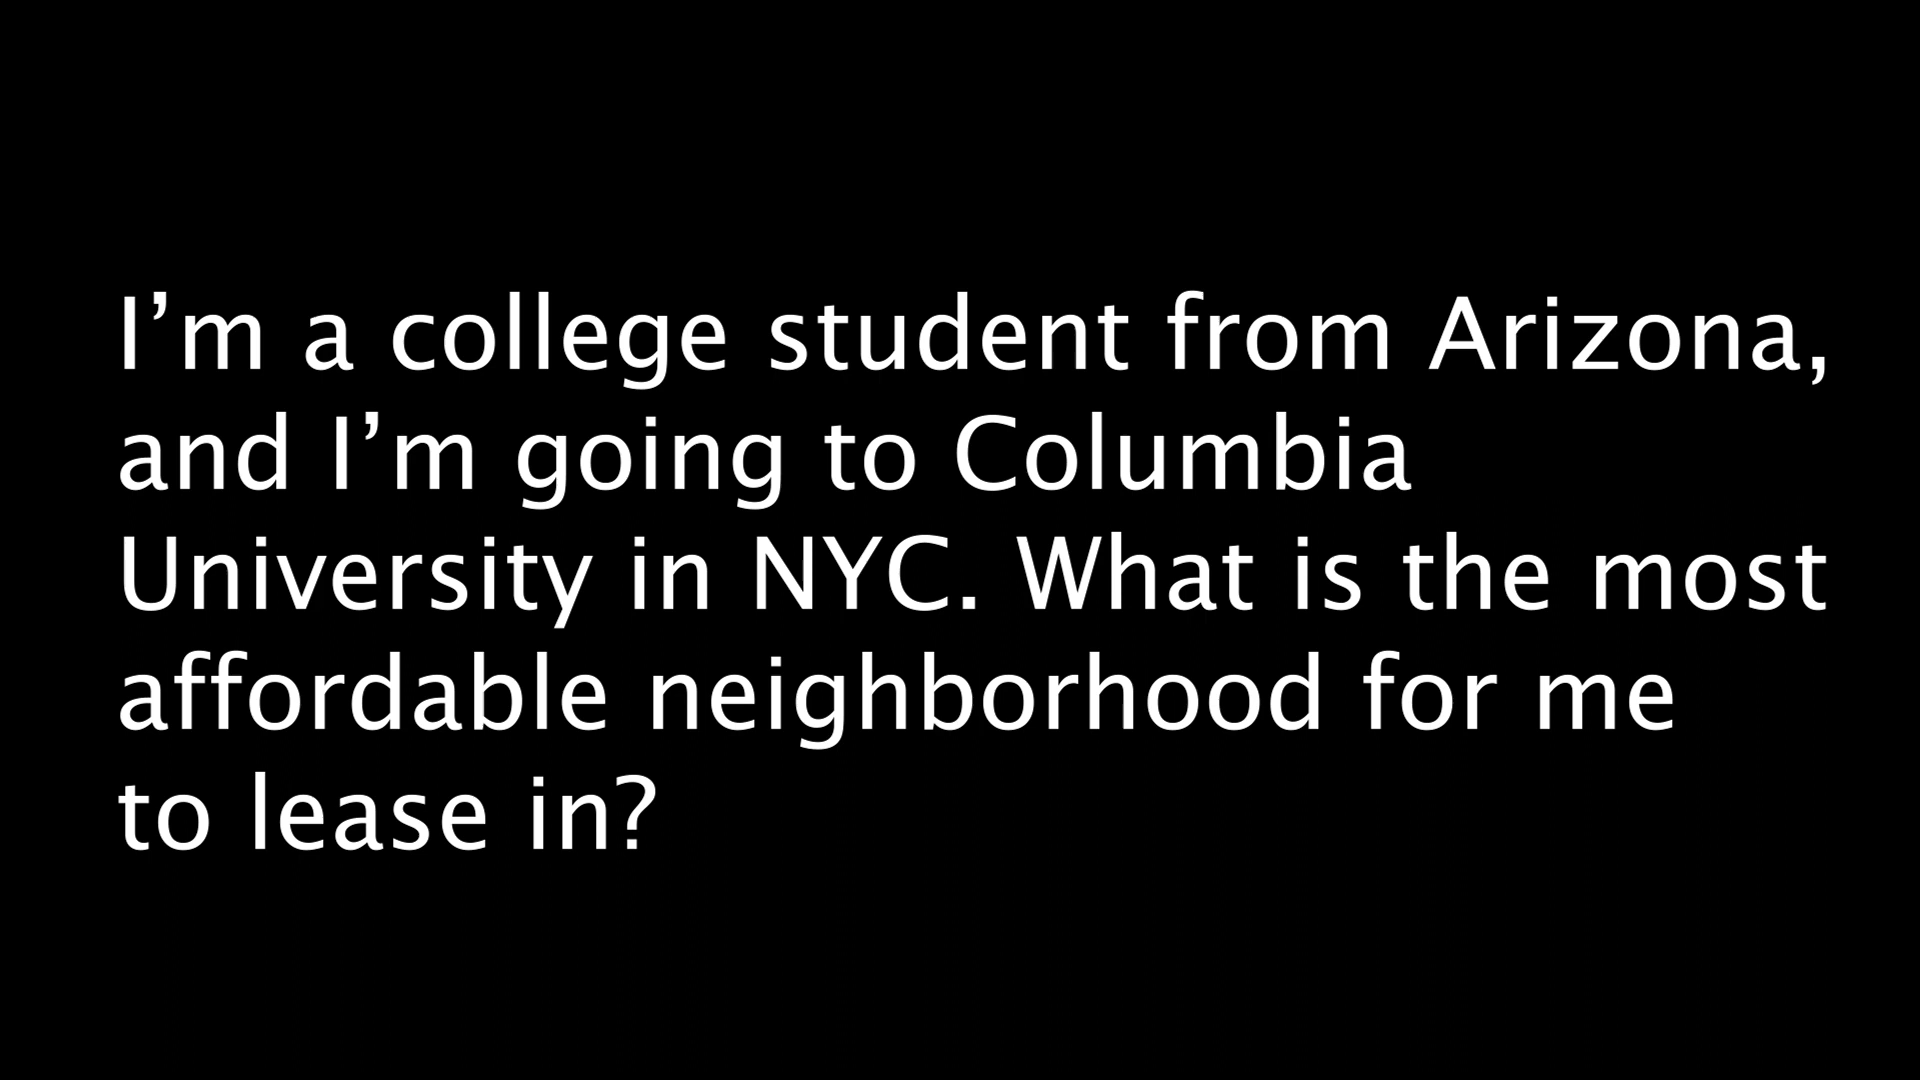 I’m a college student from Arizona,
and I’m going to Columbia
University in NYC. What is the most
affordable neighborhood for me
to lease in?